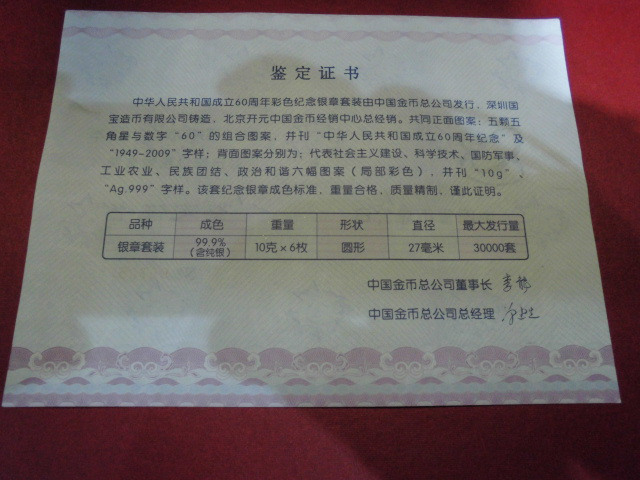 鉴定证书
中华人民共和国成立60周年彩色纪念银章套装由中国金币总公司发行，深圳国
宝造币有限公司铸造，北京开元中国金币经销中心总经销。共同正面图案：五颗五
角星与数字“60”的组合图案，并刊“中华人民共和国成立60周年纪念”及
“1949-2009”字样；背面图案分别为：代表社会主义建设、科学技术、国防军事、
工业农业、民族团结、政治和谐六幅图案（局部彩色），并刊“10g”、
“Ag.999”字样。该套纪念银章成色标准，重量合格，质量精制，谨此证明。
品种 成色 重量 形状 直径 最大发行量
银章套装 99.9% (含纯银) 10克×6枚 圆形 27毫米 30000套
中国金币总公司董事长
中国金币总公司总经理